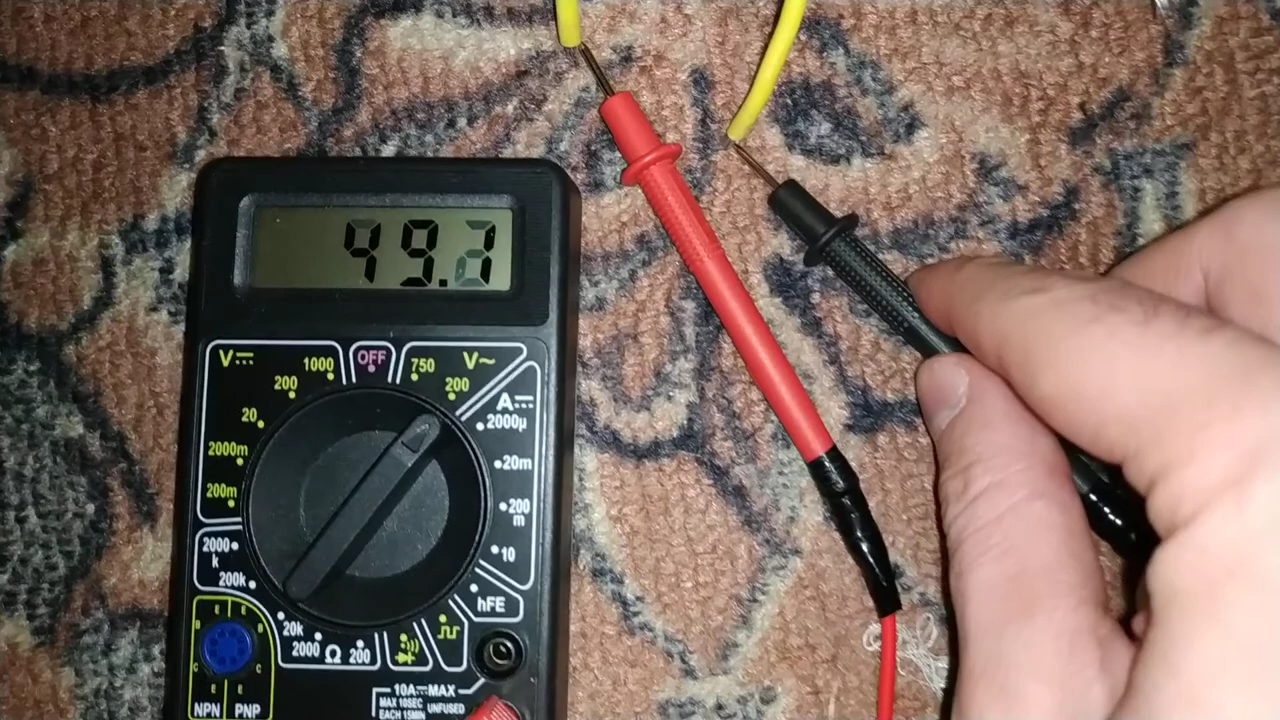 49.1
V⎓ 1000 OFF 750 V~
200 200
20 A⎓
2000µ
2000m
20m
200m
200
m
2000
k 10
200k hFE
20k
2000 Ω 200
E E
B B
C C
E E
NPN PNP
10A⎓MAX
MAX 10SEC UNFUSED
EACH 15MIN